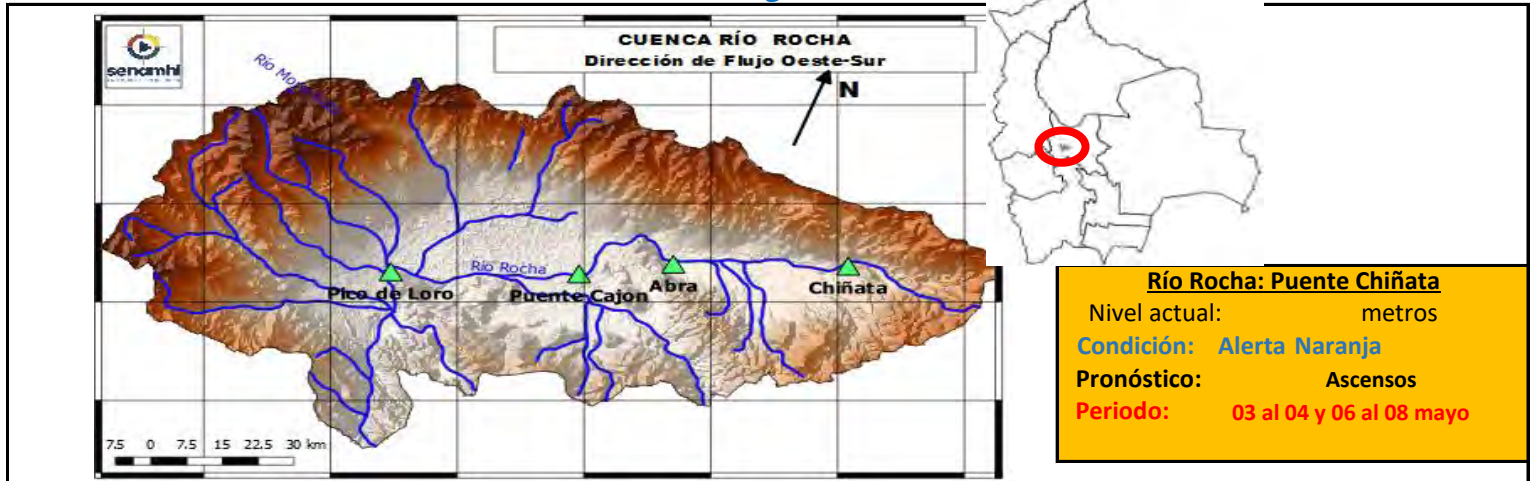 senamhi
CUENCA RÍO ROCHA
Dirección de Flujo Oeste-Sur
N
Río Rocha
Pico de Loro
Puente Cajon
Abra
Chiñata
7.5 0 7.5 15 22.5 30 km
Río Rocha: Puente Chiñata
Nivel actual: metros
Condición: Alerta Naranja
Pronóstico: Ascensos
Periodo: 03 al 04 y 06 al 08 mayo